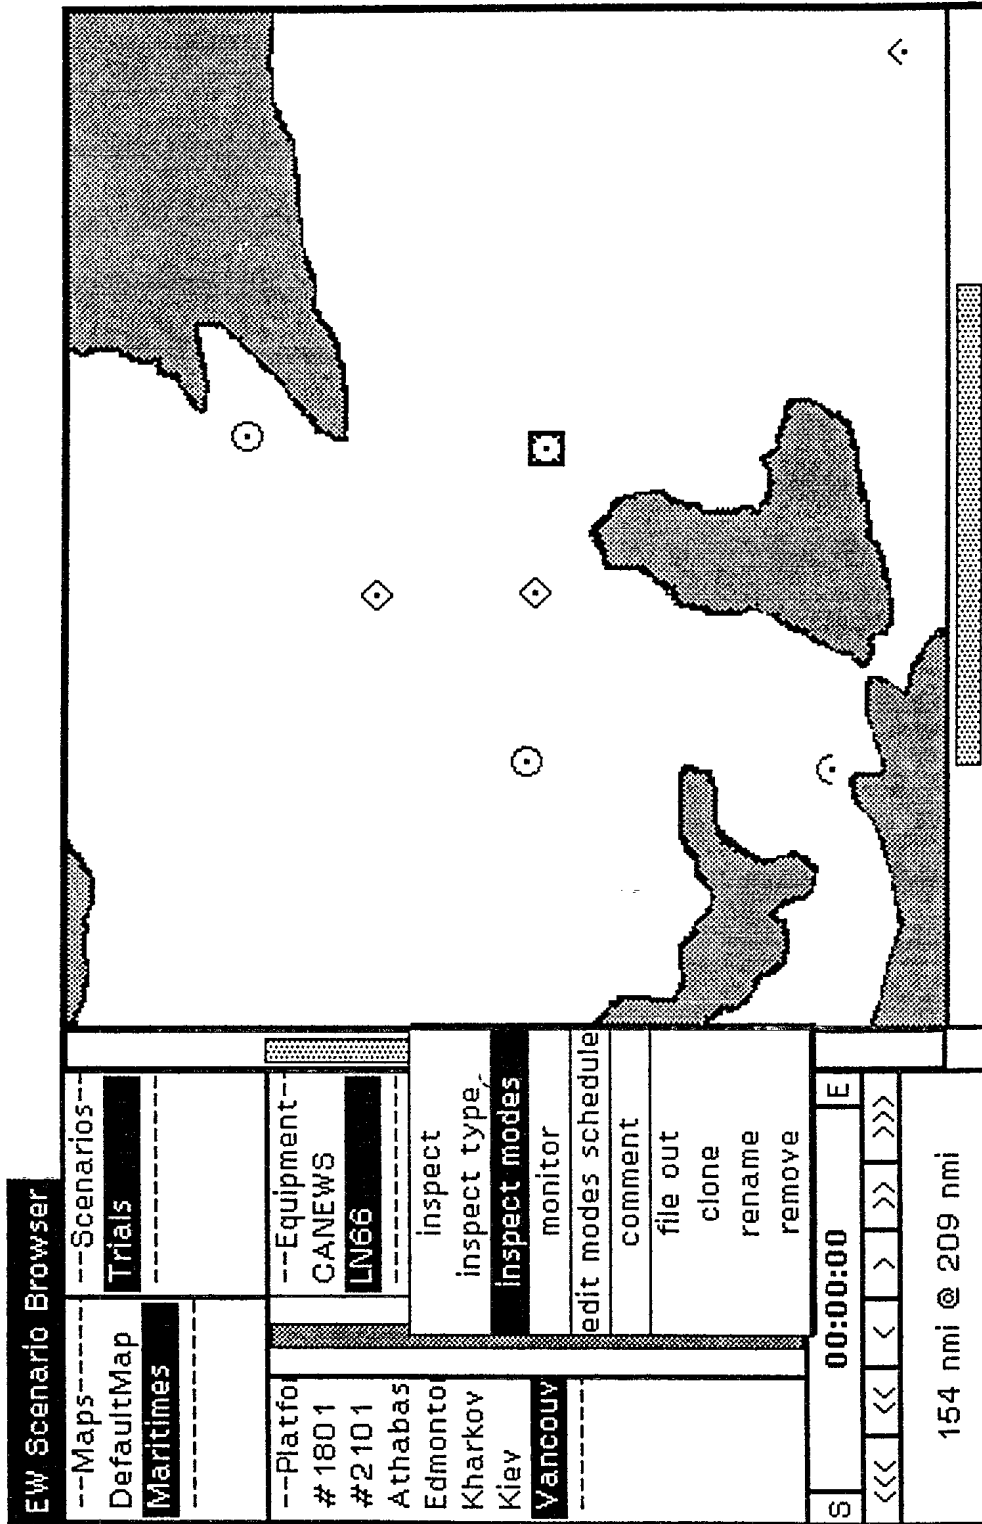 EW Scenario Browser
--Maps--
DefaultMap
Maritimes
--Scenarios--
Trials
--Platfo
#1801
#2101
Athabas
Edmonto
Kharkov
Kiev
Vancouv
--Equipment--
CANEWS
LN66
inspect
inspect type
inspect modes
monitor
edit modes schedule
comment
file out
clone
rename
remove
S 00:00:00 E
<<< << < > >> >>>
154 nmi @ 209 nmi